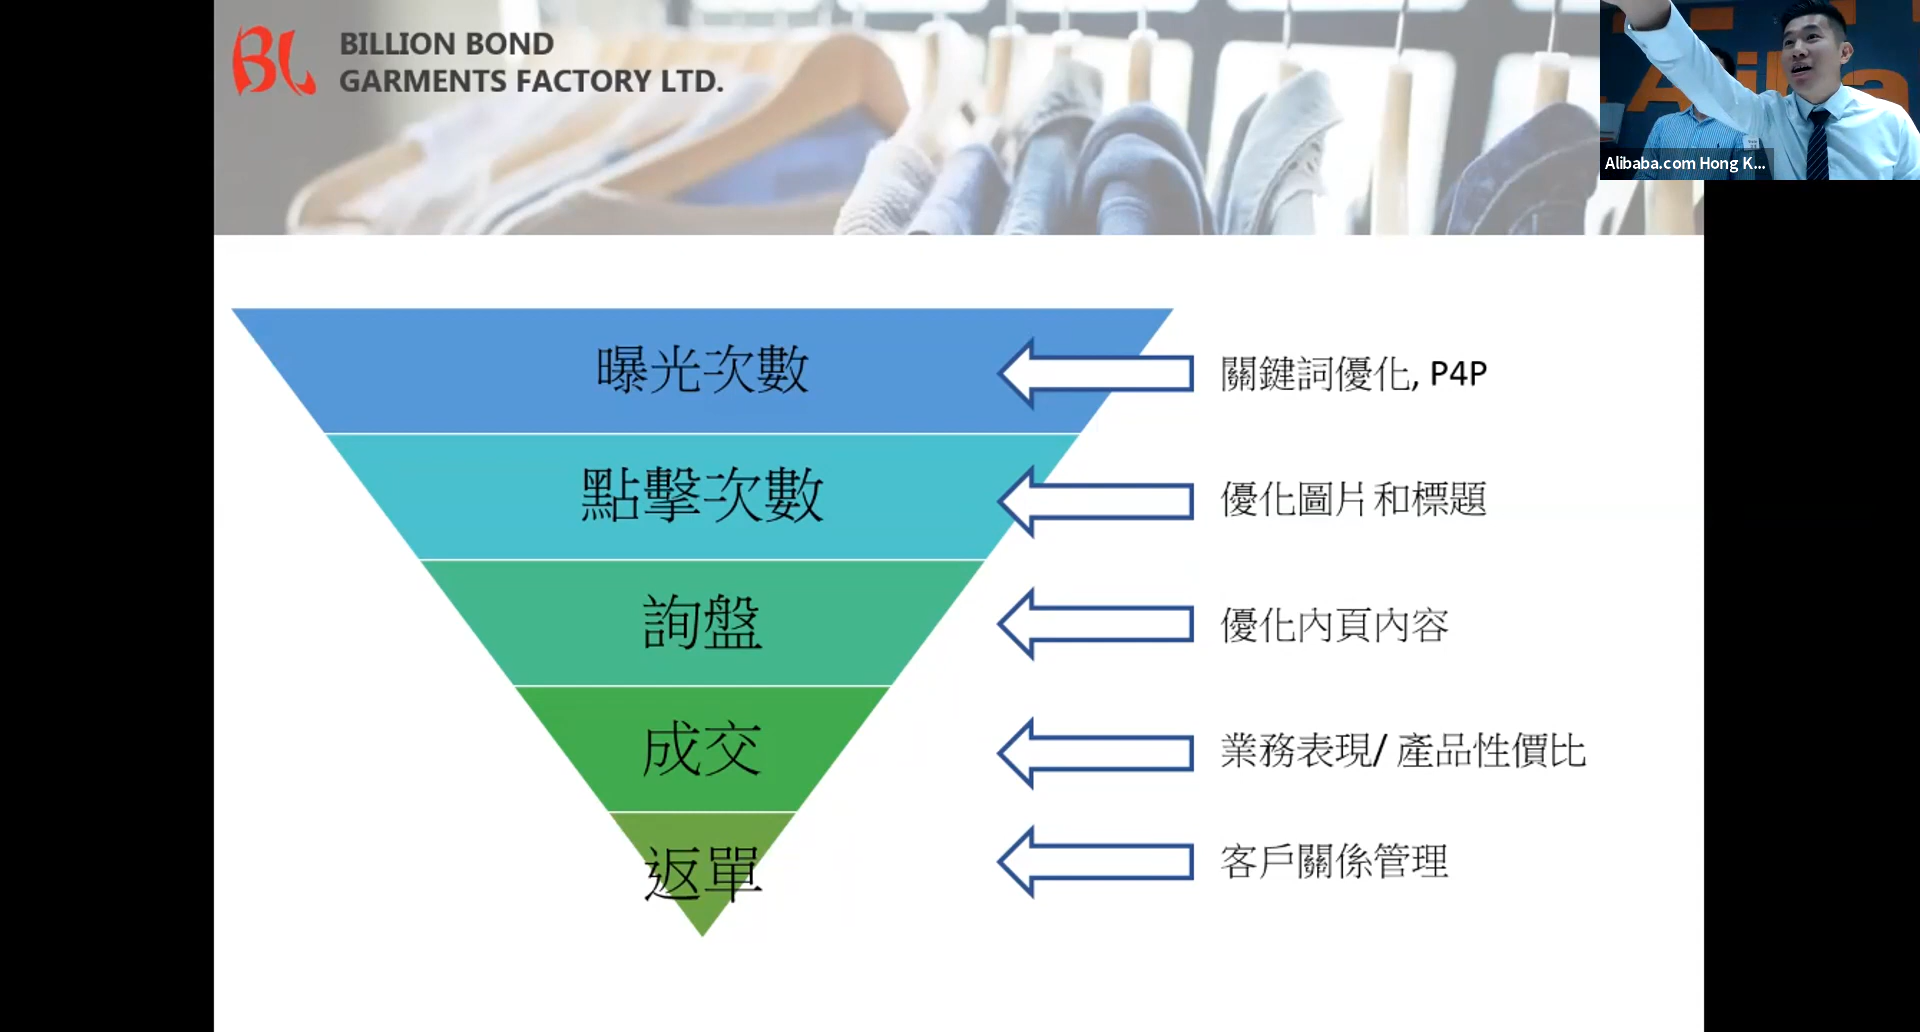 BILLION BOND
GARMENTS FACTORY LTD.
Alibaba.com Hong K...
曝光次數
關鍵詞優化, P4P
點擊次數
優化圖片和標題
詢盤
優化內頁內容
成交
業務表現/ 產品性價比
返單
客戶關係管理